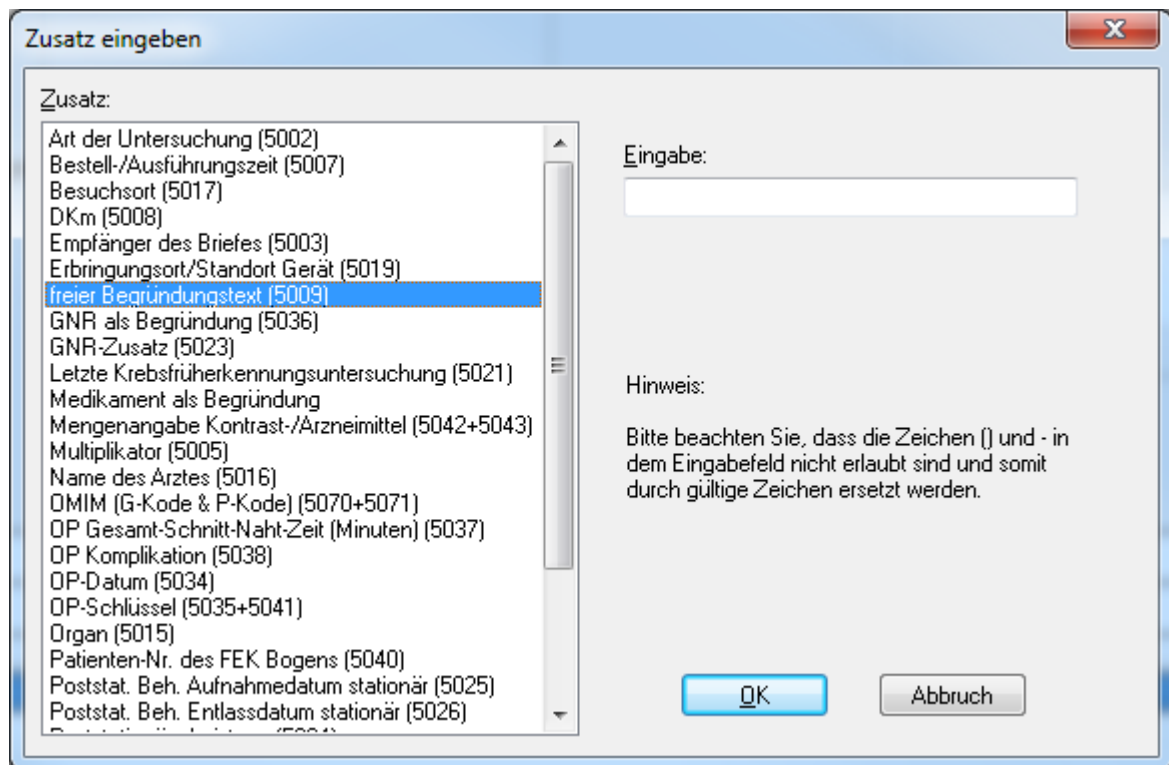 Zusatz eingeben
Zusatz:
Art der Untersuchung (5002)
Bestell-/Ausführungszeit (5007)
Besuchsort (5017)
DKm (5008)
Empfänger des Briefes (5003)
Erbringungsort/Standort Gerät (5019)
freier Begründungstext (5009)
GNR als Begründung (5036)
GNR-Zusatz (5023)
Letzte Krebsfrüherkennungsuntersuchung (5021)
Medikament als Begründung
Mengenangabe Kontrast-/Arzneimittel (5042+5043)
Multiplikator (5005)
Name des Arztes (5016)
OMIM (G-Kode & P-Kode) (5070+5071)
OP Gesamt-Schnitt-Naht-Zeit (Minuten) (5037)
OP Komplikation (5038)
OP-Datum (5034)
OP-Schlüssel (5035+5041)
Organ (5015)
Patienten-Nr. des FEK Bogens (5040)
Poststat. Beh. Aufnahmedatum stationär (5025)
Poststat. Beh. Entlassdatum stationär (5026)
Eingabe:
Hinweis:
Bitte beachten Sie, dass die Zeichen () und - in
dem Eingabefeld nicht erlaubt sind und somit
durch gültige Zeichen ersetzt werden.
OK
Abbruch